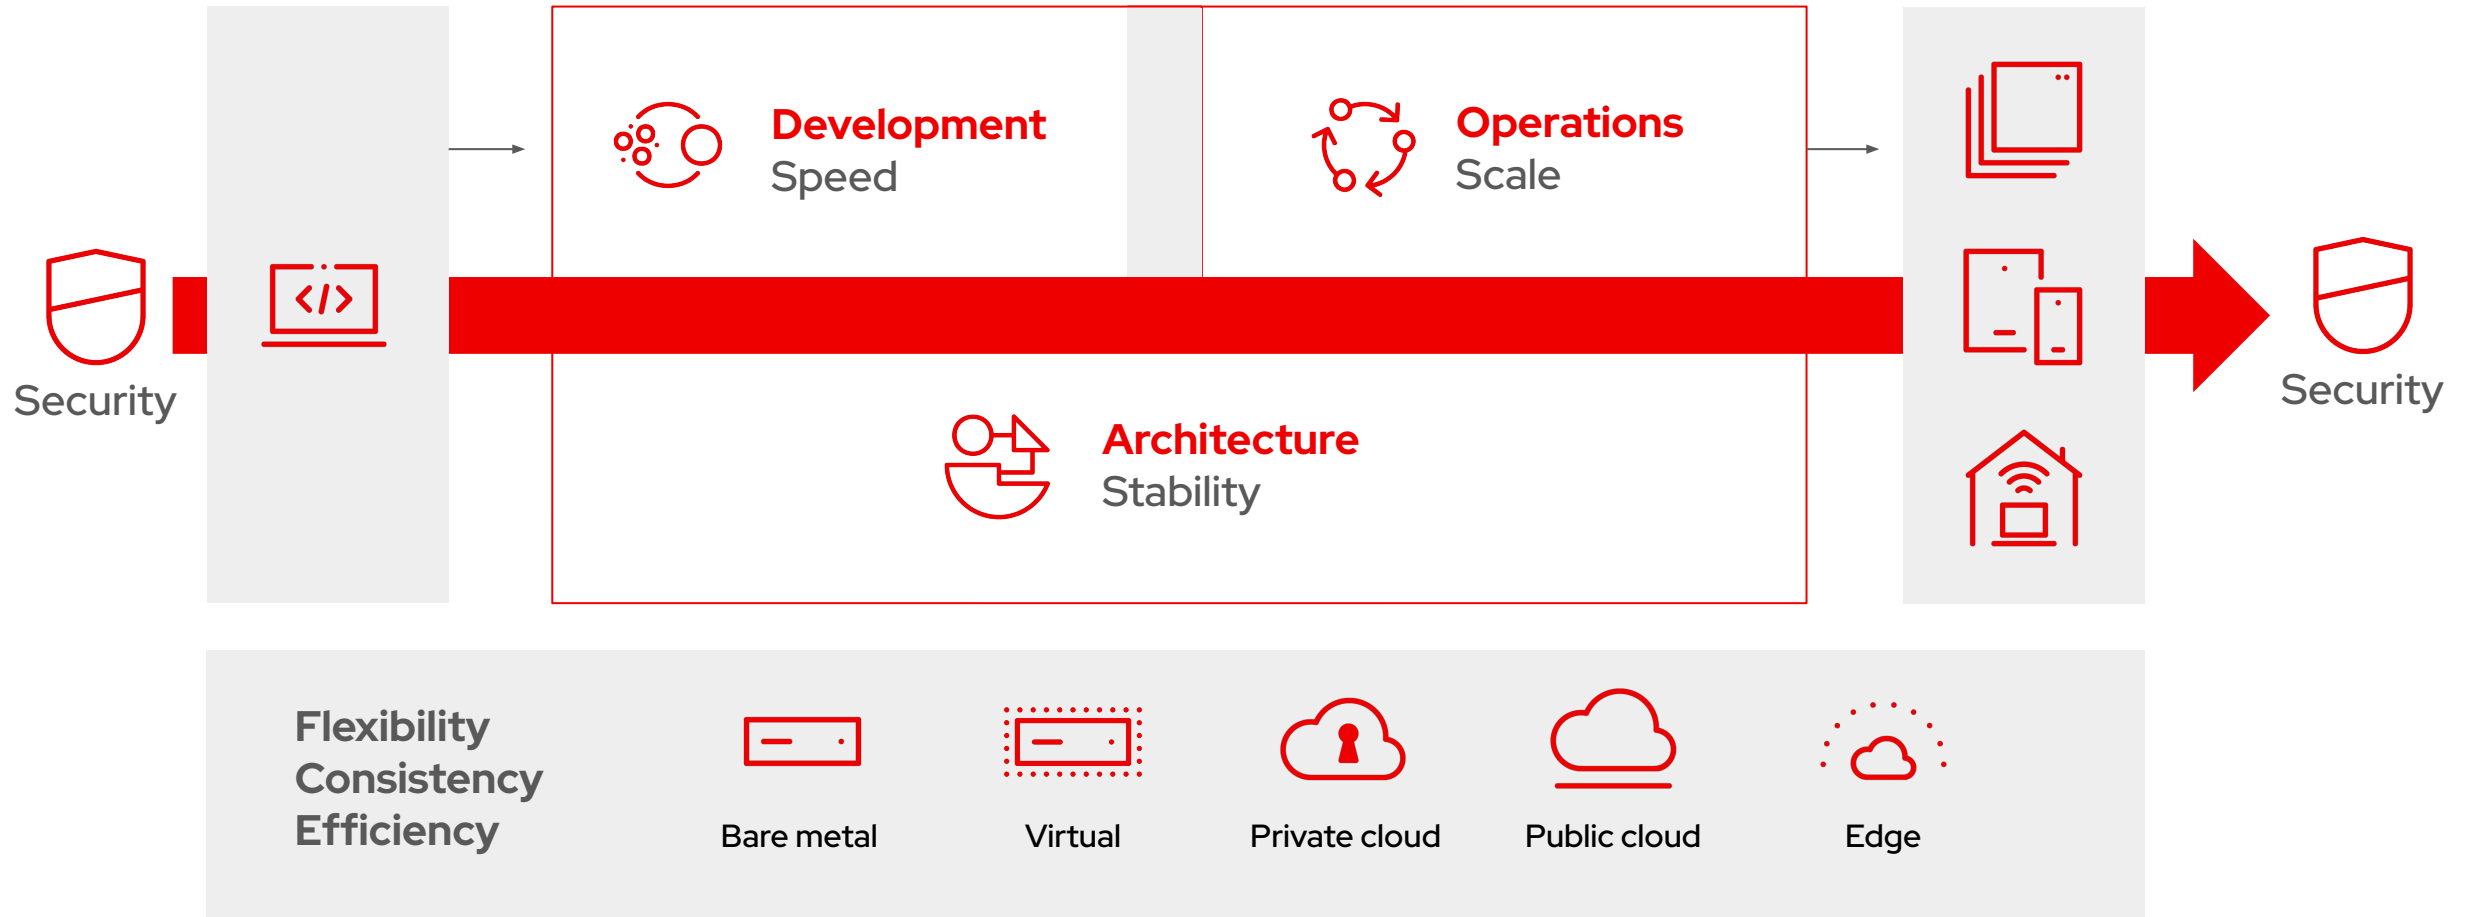 Development
Speed
Operations
Scale
Security
</>
Security
Architecture
Stability
Flexibility
Consistency
Efficiency
Bare metal
Virtual
Private cloud
Public cloud
Edge